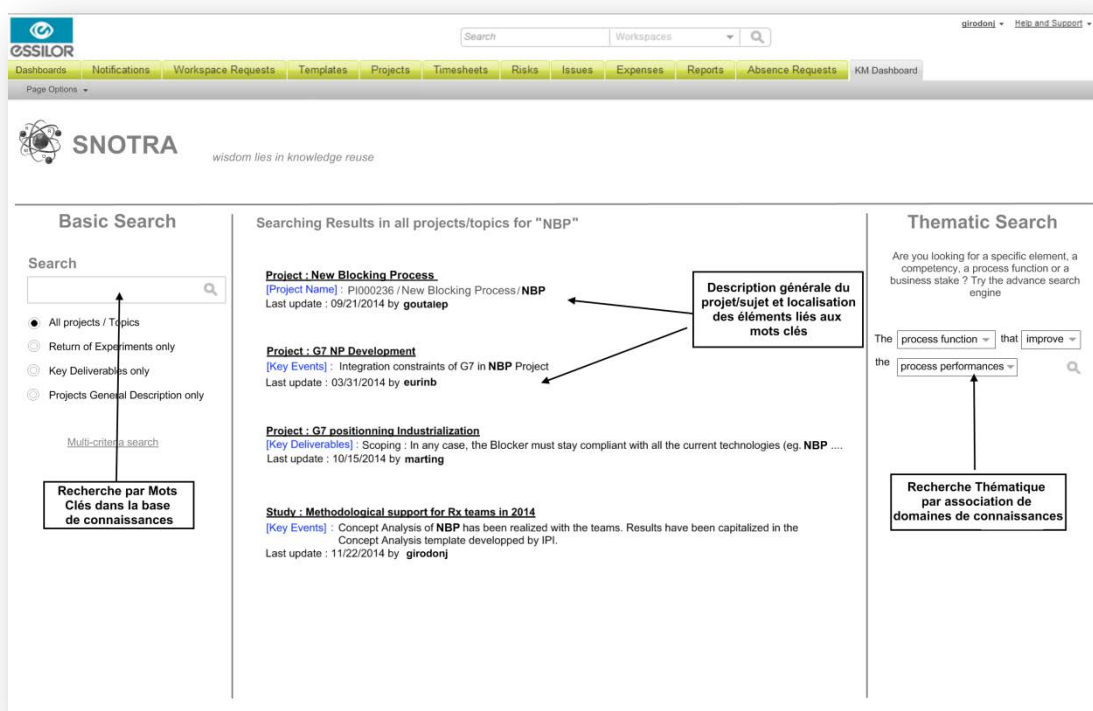 essilor
girodonj
Help and Support
Search
Workspaces
Dashboards Notifications Workspace Requests Templates Projects Timesheets Risks Issues Expenses Reports Absence Requests KM Dashboard
Page Options
SNOTRA
wisdom lies in knowledge reuse
Basic Search
Search
All projects / Topics
Return of Experiments only
Key Deliverables only
Projects General Description only
Multi-criteria search
Recherche par Mots
Clés dans la base
de connaissances
Searching Results in all projects/topics for "NBP"
Project : New Blocking Process
[Project Name] : PI000236 / New Blocking Process/ NBP
Last update : 09/21/2014 by goutaiep
Project : G7 NP Development
[Key Events] : Integration constraints of G7 in NBP Project
Last update : 03/31/2014 by eurinb
Project : G7 positionning Industrialization
[Key Deliverables] : Scoping : In any case, the Blocker must stay compliant with all the current technologies (eg. NBP ....
Last update : 10/15/2014 by marting
Study : Methodological support for Rx teams in 2014
[Key Events] : Concept Analysis of NBP has been realized with the teams. Results have been capitalized in the
Concept Analysis template developped by IPI.
Last update : 11/22/2014 by girodonj
Description générale du
projet/sujet et localisation
des éléments liés aux
mots clés
Thematic Search
Are you looking for a specific element, a
competency, a process function or a
business stake ? Try the advance search
engine
The process function that improve
the process performances
Recherche Thématique
par association de
domaines de connaissances